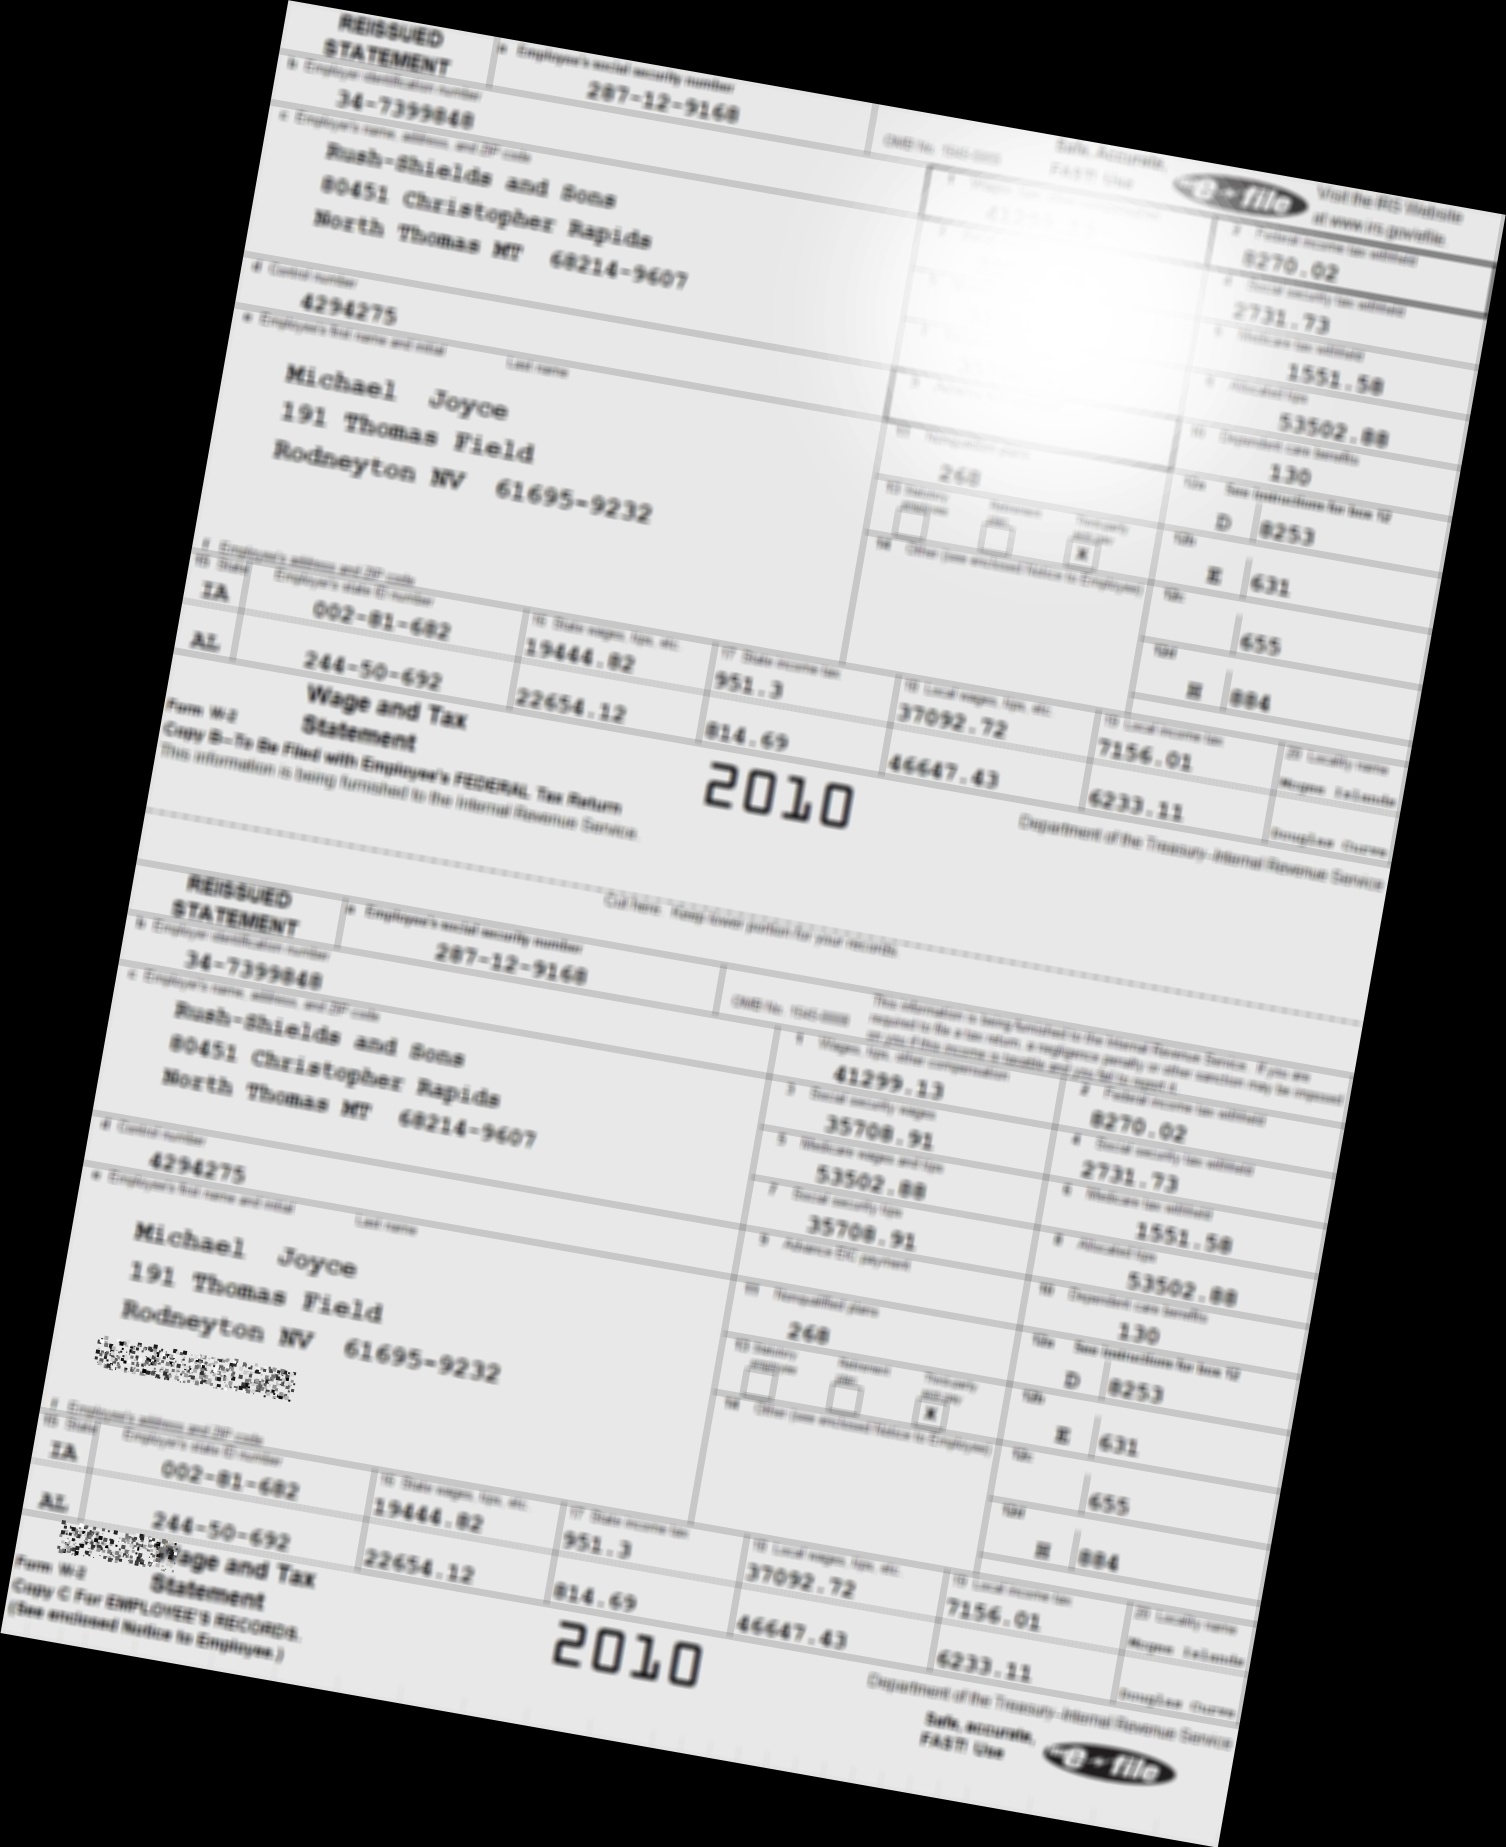 REISSUED
STATEMENT
a Employee's social security number
287-12-9168
OMB No.
Safe, Accurate,
FAST! Use
e-file
Visit the IRS Website
at www.irs.gov/efile.
b Employer identification number
34-7399848
c Employer's name, address, and ZIP code
Rush-Shields and Sons
80451 Christopher Rapids
North Thomas MT 68214-9607
2 Federal income tax withheld
8270.02
4 Social security tax withheld
2731.73
6 Medicare tax withheld
1551.58
d Control number
4294275
8 Allocated tips
53502.88
e Employee's first name and initial Last name
Michael Joyce
191 Thomas Field
Rodneyton NV 61695-9232
10 Dependent care benefits
130
Nonqualified plans
268
12a See instructions for box 12
D 8253
13 Statutory employee
Retirement plan
Third-party sick pay
X
12b
E 631
14 Other (see enclosed Notice to Employee)
12c
655
12d
H 884
f Employee's address and ZIP code
15 State Employer's state ID number
16 State wages, tips, etc.
17 State income tax
18 Local wages, tips, etc.
19 Local income tax
20 Locality name
IA 002-81-682 19444.82 951.3 37092.72 7156.01
AL 244-50-692 22654.12 814.69 46647.43 6233.11
Form W-2
Wage and Tax
Statement
2010
Department of the Treasury-Internal Revenue Service
Copy B-To Be Filed with Employee's FEDERAL Tax Return
This information is being furnished to the Internal Revenue Service.
Cut here. Keep lower portion for your records.
REISSUED
STATEMENT
a Employee's social security number
287-12-9168
OMB No. 1545-0008
This information is being furnished to the Internal Revenue Service. If you are
required to file a tax return, a negligence penalty or other sanction may be imposed
on you if this income is taxable and you fail to report it.
b Employer identification number
34-7399848
c Employer's name, address, and ZIP code
Rush-Shields and Sons
80451 Christopher Rapids
North Thomas MT 68214-9607
1 Wages, tips, other compensation
41299.13
2 Federal income tax withheld
8270.02
3 Social security wages
35708.91
4 Social security tax withheld
2731.73
5 Medicare wages and tips
53502.88
6 Medicare tax withheld
1551.58
d Control number
4294275
7 Social security tips
35708.91
8 Allocated tips
53502.88
e Employee's first name and initial Last name
Michael Joyce
191 Thomas Field
Rodneyton NV 61695-9232
9 Advance EIC payment
10 Dependent care benefits
130
Nonqualified plans
268
12a See instructions for box 12
D 8253
13 Statutory employee
Retirement plan
Third-party sick pay
X
E 631
14 Other (see enclosed Notice to Employee)
12c
655
12d
H 884
f Employee's address and ZIP code
15 State Employer's state ID number
16 State wages, tips, etc.
17 State income tax
18 Local wages, tips, etc.
19 Local income tax
20 Locality name
IA 002-81-682 19444.82 951.3 37092.72 7156.01
AL 244-50-692 22654.12 814.69 46647.43 6233.11
Form W-2
Wage and Tax
Statement
2010
Department of the Treasury-Internal Revenue Service
Copy C For EMPLOYEE'S RECORDS.
(See enclosed Notice to Employee.)
Safe, accurate,
FAST! Use
e-file